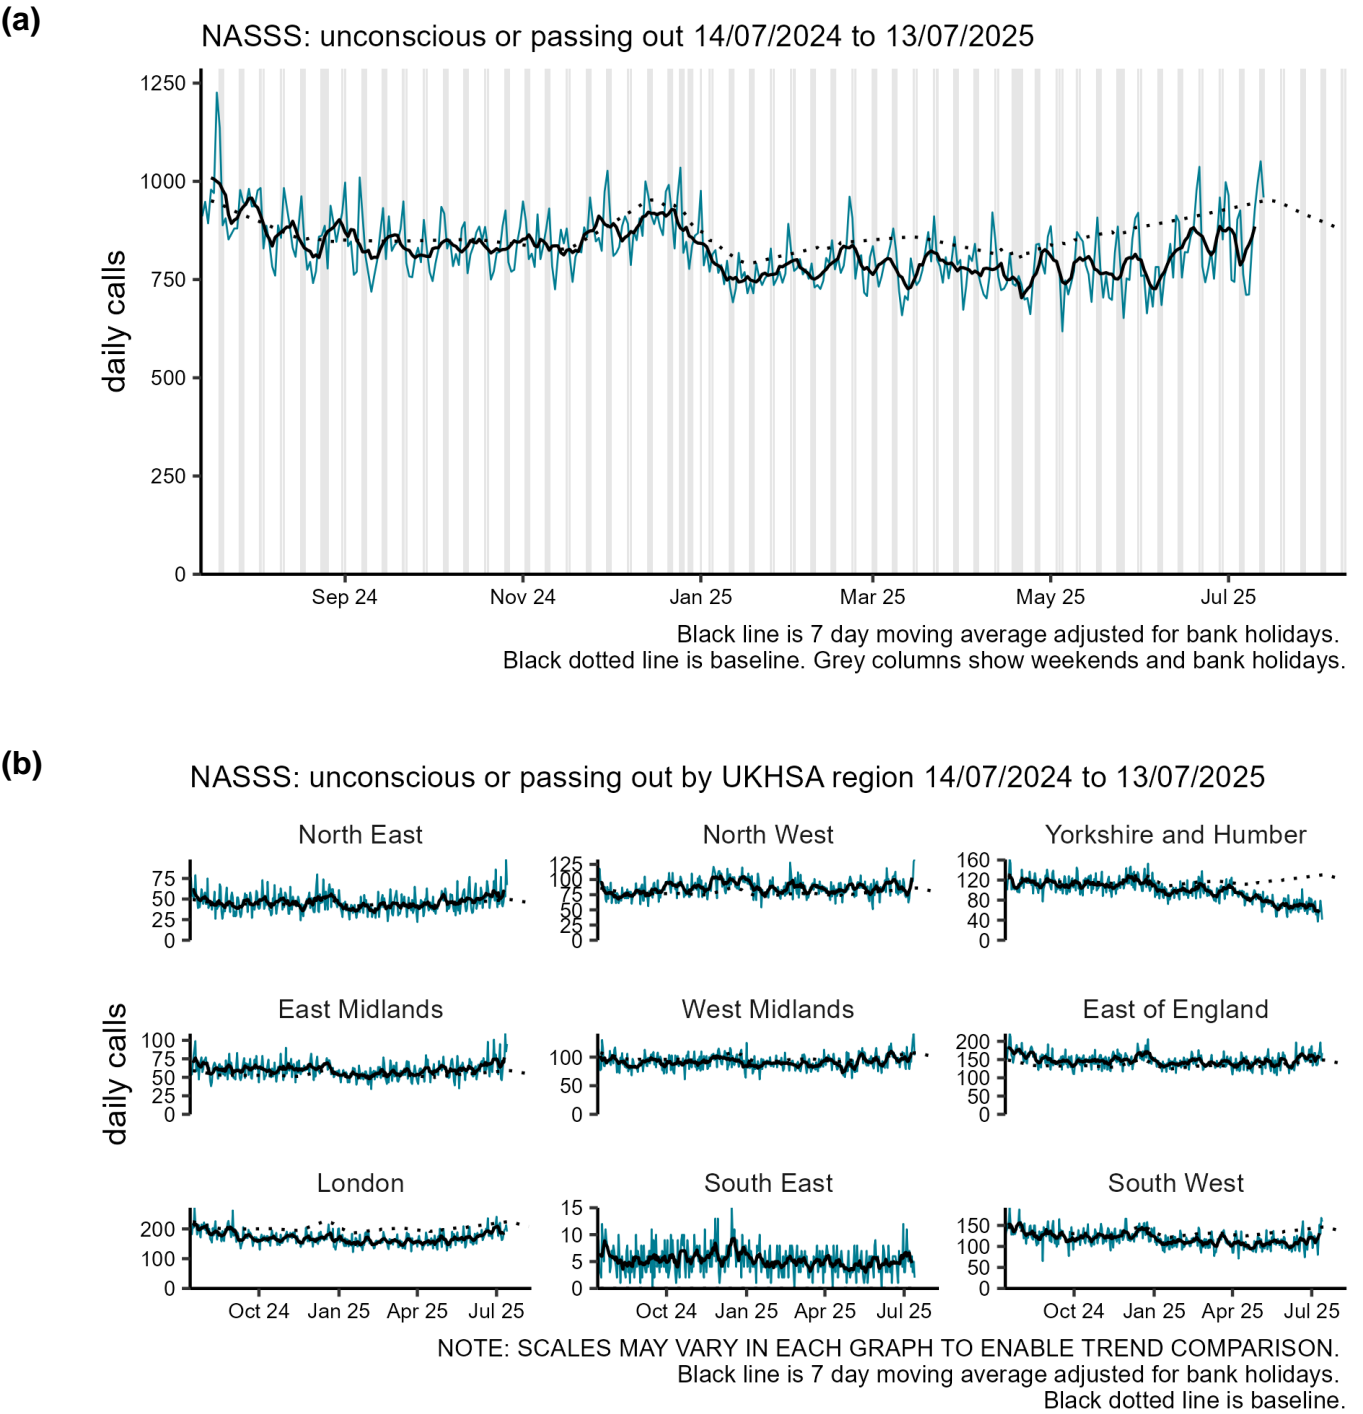 (a)
NASSS: unconscious or passing out 14/07/2024 to 13/07/2025
daily calls
1250
1000
750
500
250
0
Sep 24 Nov 24 Jan 25 Mar 25 May 25 Jul 25
Black line is 7 day moving average adjusted for bank holidays.
Black dotted line is baseline. Grey columns show weekends and bank holidays.
(b)
NASSS: unconscious or passing out by UKHSA region 14/07/2024 to 13/07/2025
daily calls
North East
75
50
25
0
North West
125
100
75
50
25
0
Yorkshire and Humber
160
120
80
40
0
East Midlands
100
75
50
25
0
West Midlands
100
50
0
East of England
200
150
100
50
0
London
200
100
0
Oct 24 Jan 25 Apr 25 Jul 25
South East
15
10
5
0
Oct 24 Jan 25 Apr 25 Jul 25
South West
150
100
50
0
Oct 24 Jan 25 Apr 25 Jul 25
NOTE: SCALES MAY VARY IN EACH GRAPH TO ENABLE TREND COMPARISON.
Black line is 7 day moving average adjusted for bank holidays.
Black dotted line is baseline.